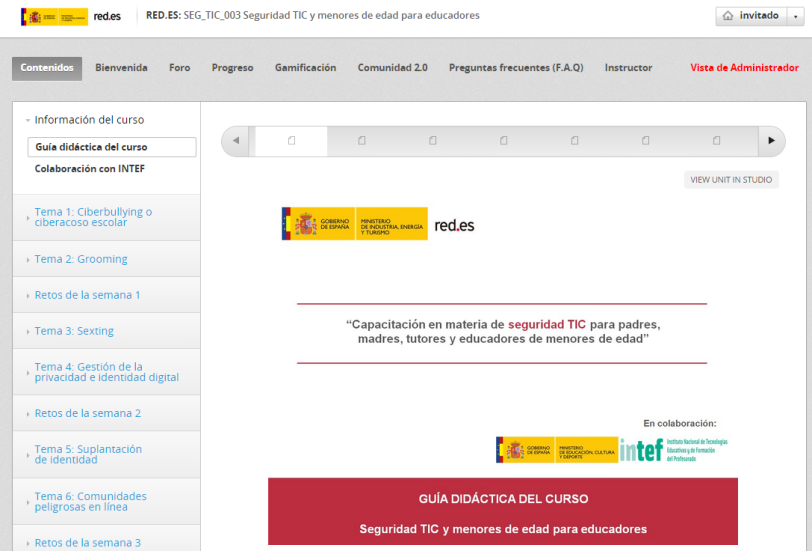 red.es
RED.ES: SEG_TIC_003 Seguridad TIC y menores de edad para educadores
invitado
Contenidos Bienvenida Foro Progreso Gamificación Comunidad 2.0 Preguntas frecuentes (F.A.Q) Instructor Vista de Administrador
Información del curso
Guía didáctica del curso
Colaboración con INTEF
Tema 1: Ciberbullying o
ciberacoso escolar
Tema 2: Grooming
Retos de la semana 1
Tema 3: Sexting
Tema 4: Gestión de la
privacidad e identidad digital
Retos de la semana 2
Tema 5: Suplantación
de identidad
Tema 6: Comunidades
peligrosas en línea
Retos de la semana 3
VIEW UNIT IN STUDIO
GOBIERNO
DE ESPAÑA
MINISTERIO
DE INDUSTRIA, ENERGÍA
Y TURISMO
red.es
“Capacitación en materia de seguridad TIC para padres,
madres, tutores y educadores de menores de edad”
En colaboración:
GOBIERNO
DE ESPAÑA
MINISTERIO
DE EDUCACIÓN, CULTURA
Y DEPORTE
intef
Instituto Nacional de Tecnologías
Educativas y de Formación
del Profesorado
GUÍA DIDÁCTICA DEL CURSO
Seguridad TIC y menores de edad para educadores